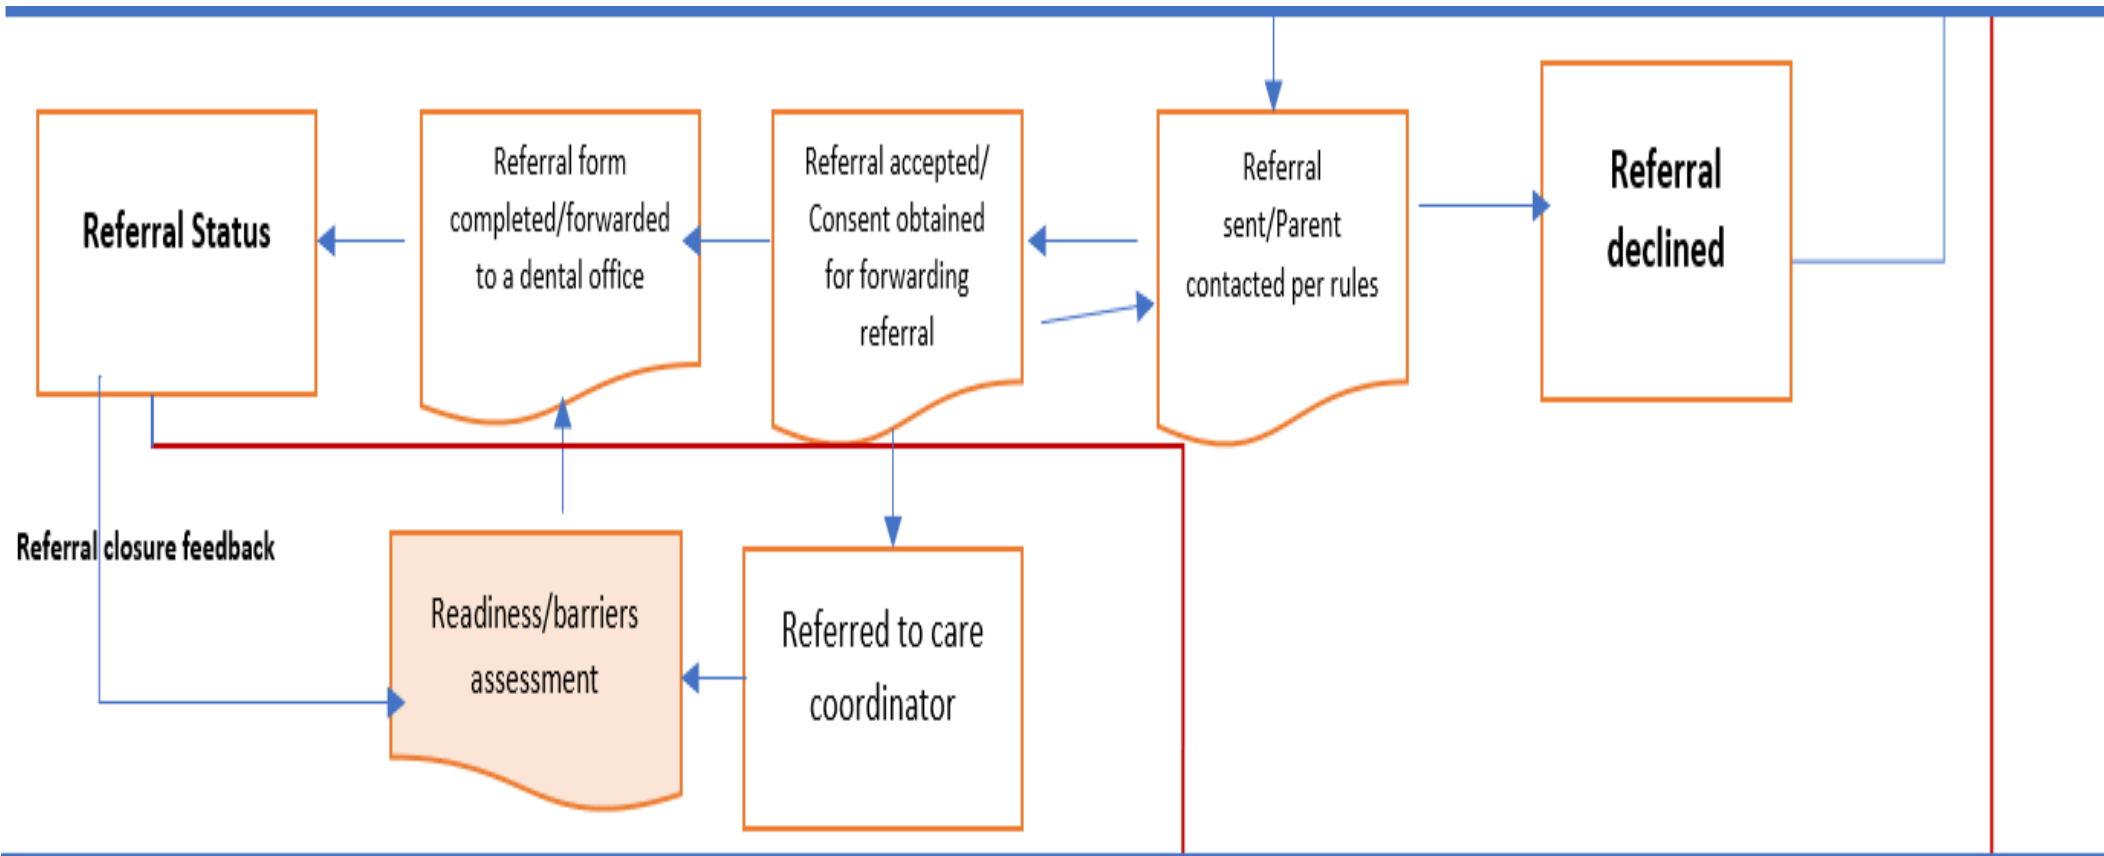 Referral Status
Referral form
completed/forwarded
to a dental office
Referral accepted/
Consent obtained
for forwarding
referral
Referral
sent/Parent
contacted per rules
Referral
declined
Referral closure feedback
Readiness/barriers
assessment
Referred to care
coordinator